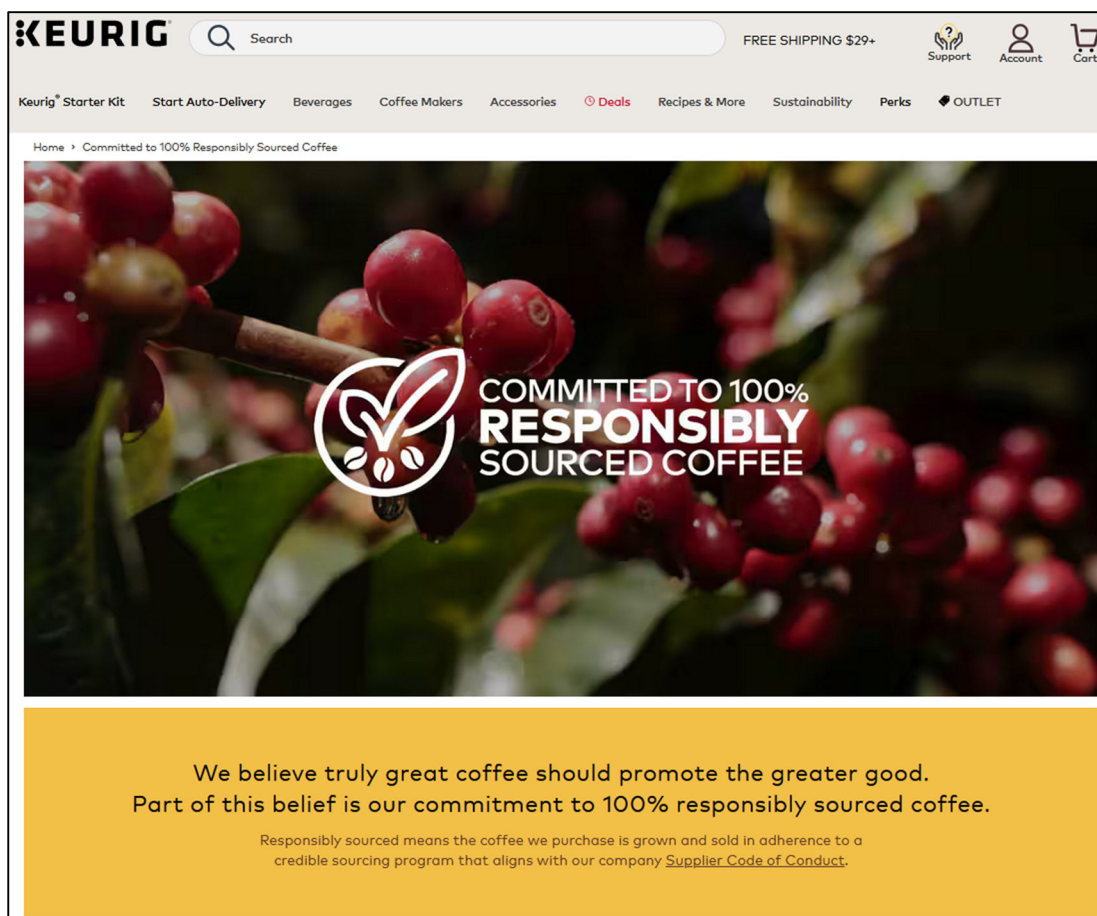 KEURIG
Search
FREE SHIPPING $29+
Support
Account
Cart
Keurig® Starter Kit Start Auto-Delivery Beverages Coffee Makers Accessories Deals Recipes & More Sustainability Perks OUTLET
Home › Committed to 100% Responsibly Sourced Coffee
COMMITTED TO 100%
RESPONSIBLY
SOURCED COFFEE
We believe truly great coffee should promote the greater good.
Part of this belief is our commitment to 100% responsibly sourced coffee.
Responsibly sourced means the coffee we purchase is grown and sold in adherence to a
credible sourcing program that aligns with our company Supplier Code of Conduct.